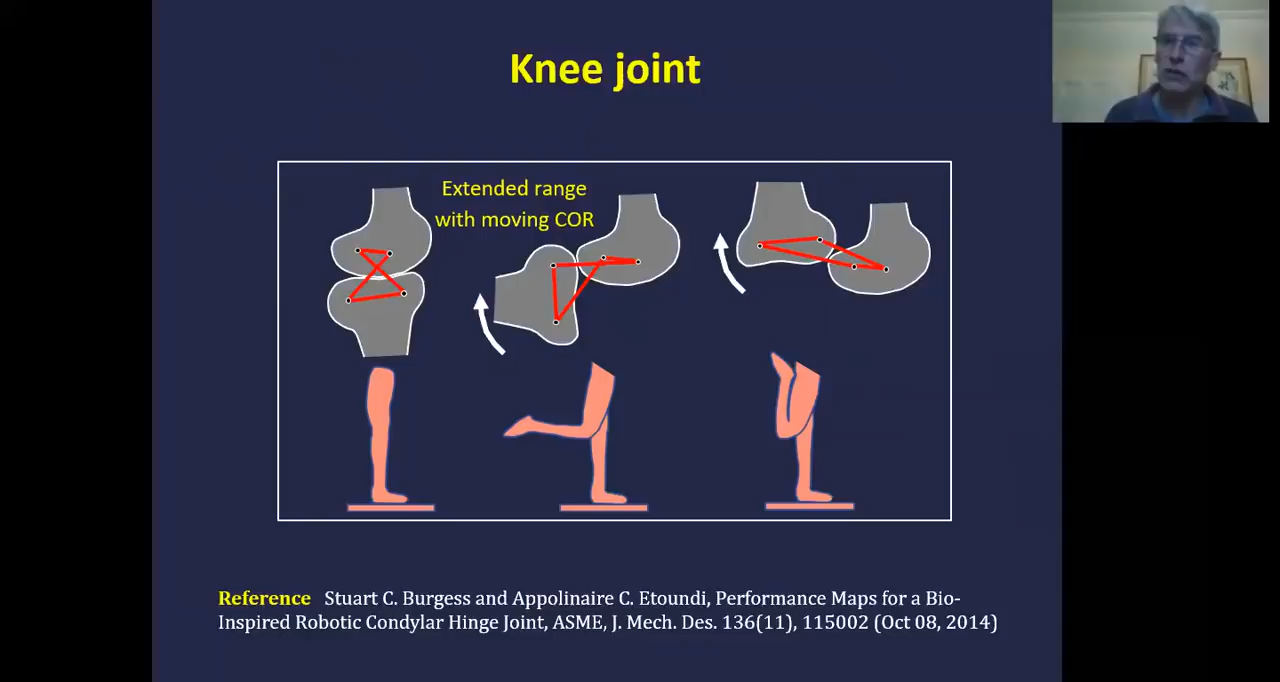 Knee joint
Extended range
with moving COR
Reference Stuart C. Burgess and Appolinaire C. Etoundi, Performance Maps for a Bio-
Inspired Robotic Condylar Hinge Joint, ASME, J. Mech. Des. 136(11), 115002 (Oct 08, 2014)